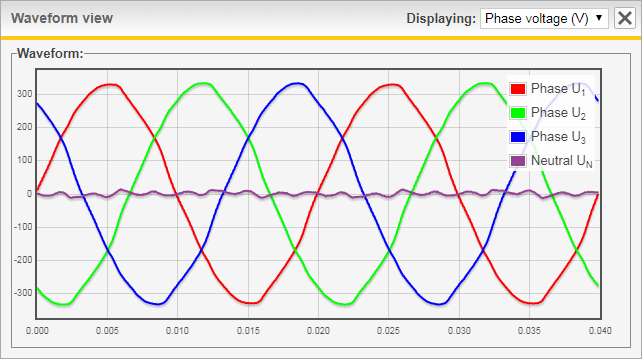 Waveform view
Displaying: Phase voltage (V)
Waveform:
Phase U1
Phase U2
Phase U3
Neutral UN
300
200
100
0
-100
-200
-300
0.000 0.005 0.010 0.015 0.020 0.025 0.030 0.035 0.040